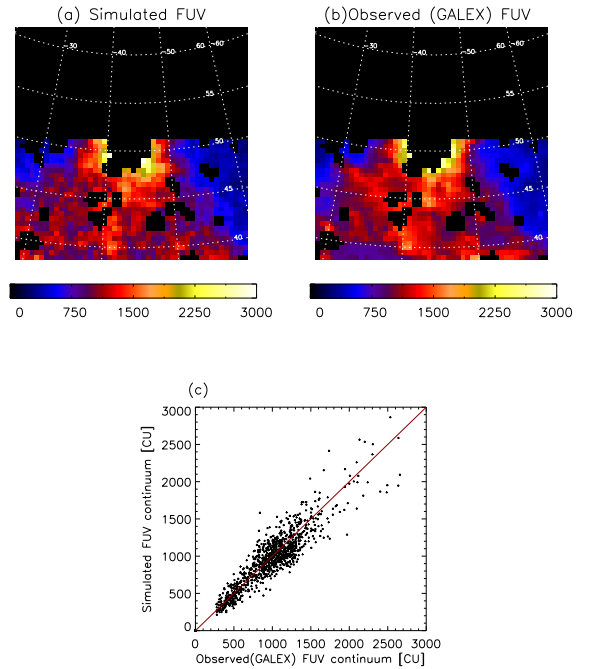 (a) Simulated FUV
(b)Observed (GALEX) FUV
-30 -40 -50 -60
55
50
45
40
-30 -40 -50 -60
55
50
45
40
0 750 1500 2250 3000
0 750 1500 2250 3000
(c)
3000
2500
2000
1500
1000
500
0
Simulated FUV continuum [CU]
0 500 1000 1500 2000 2500 3000
Observed(GALEX) FUV continuum [CU]